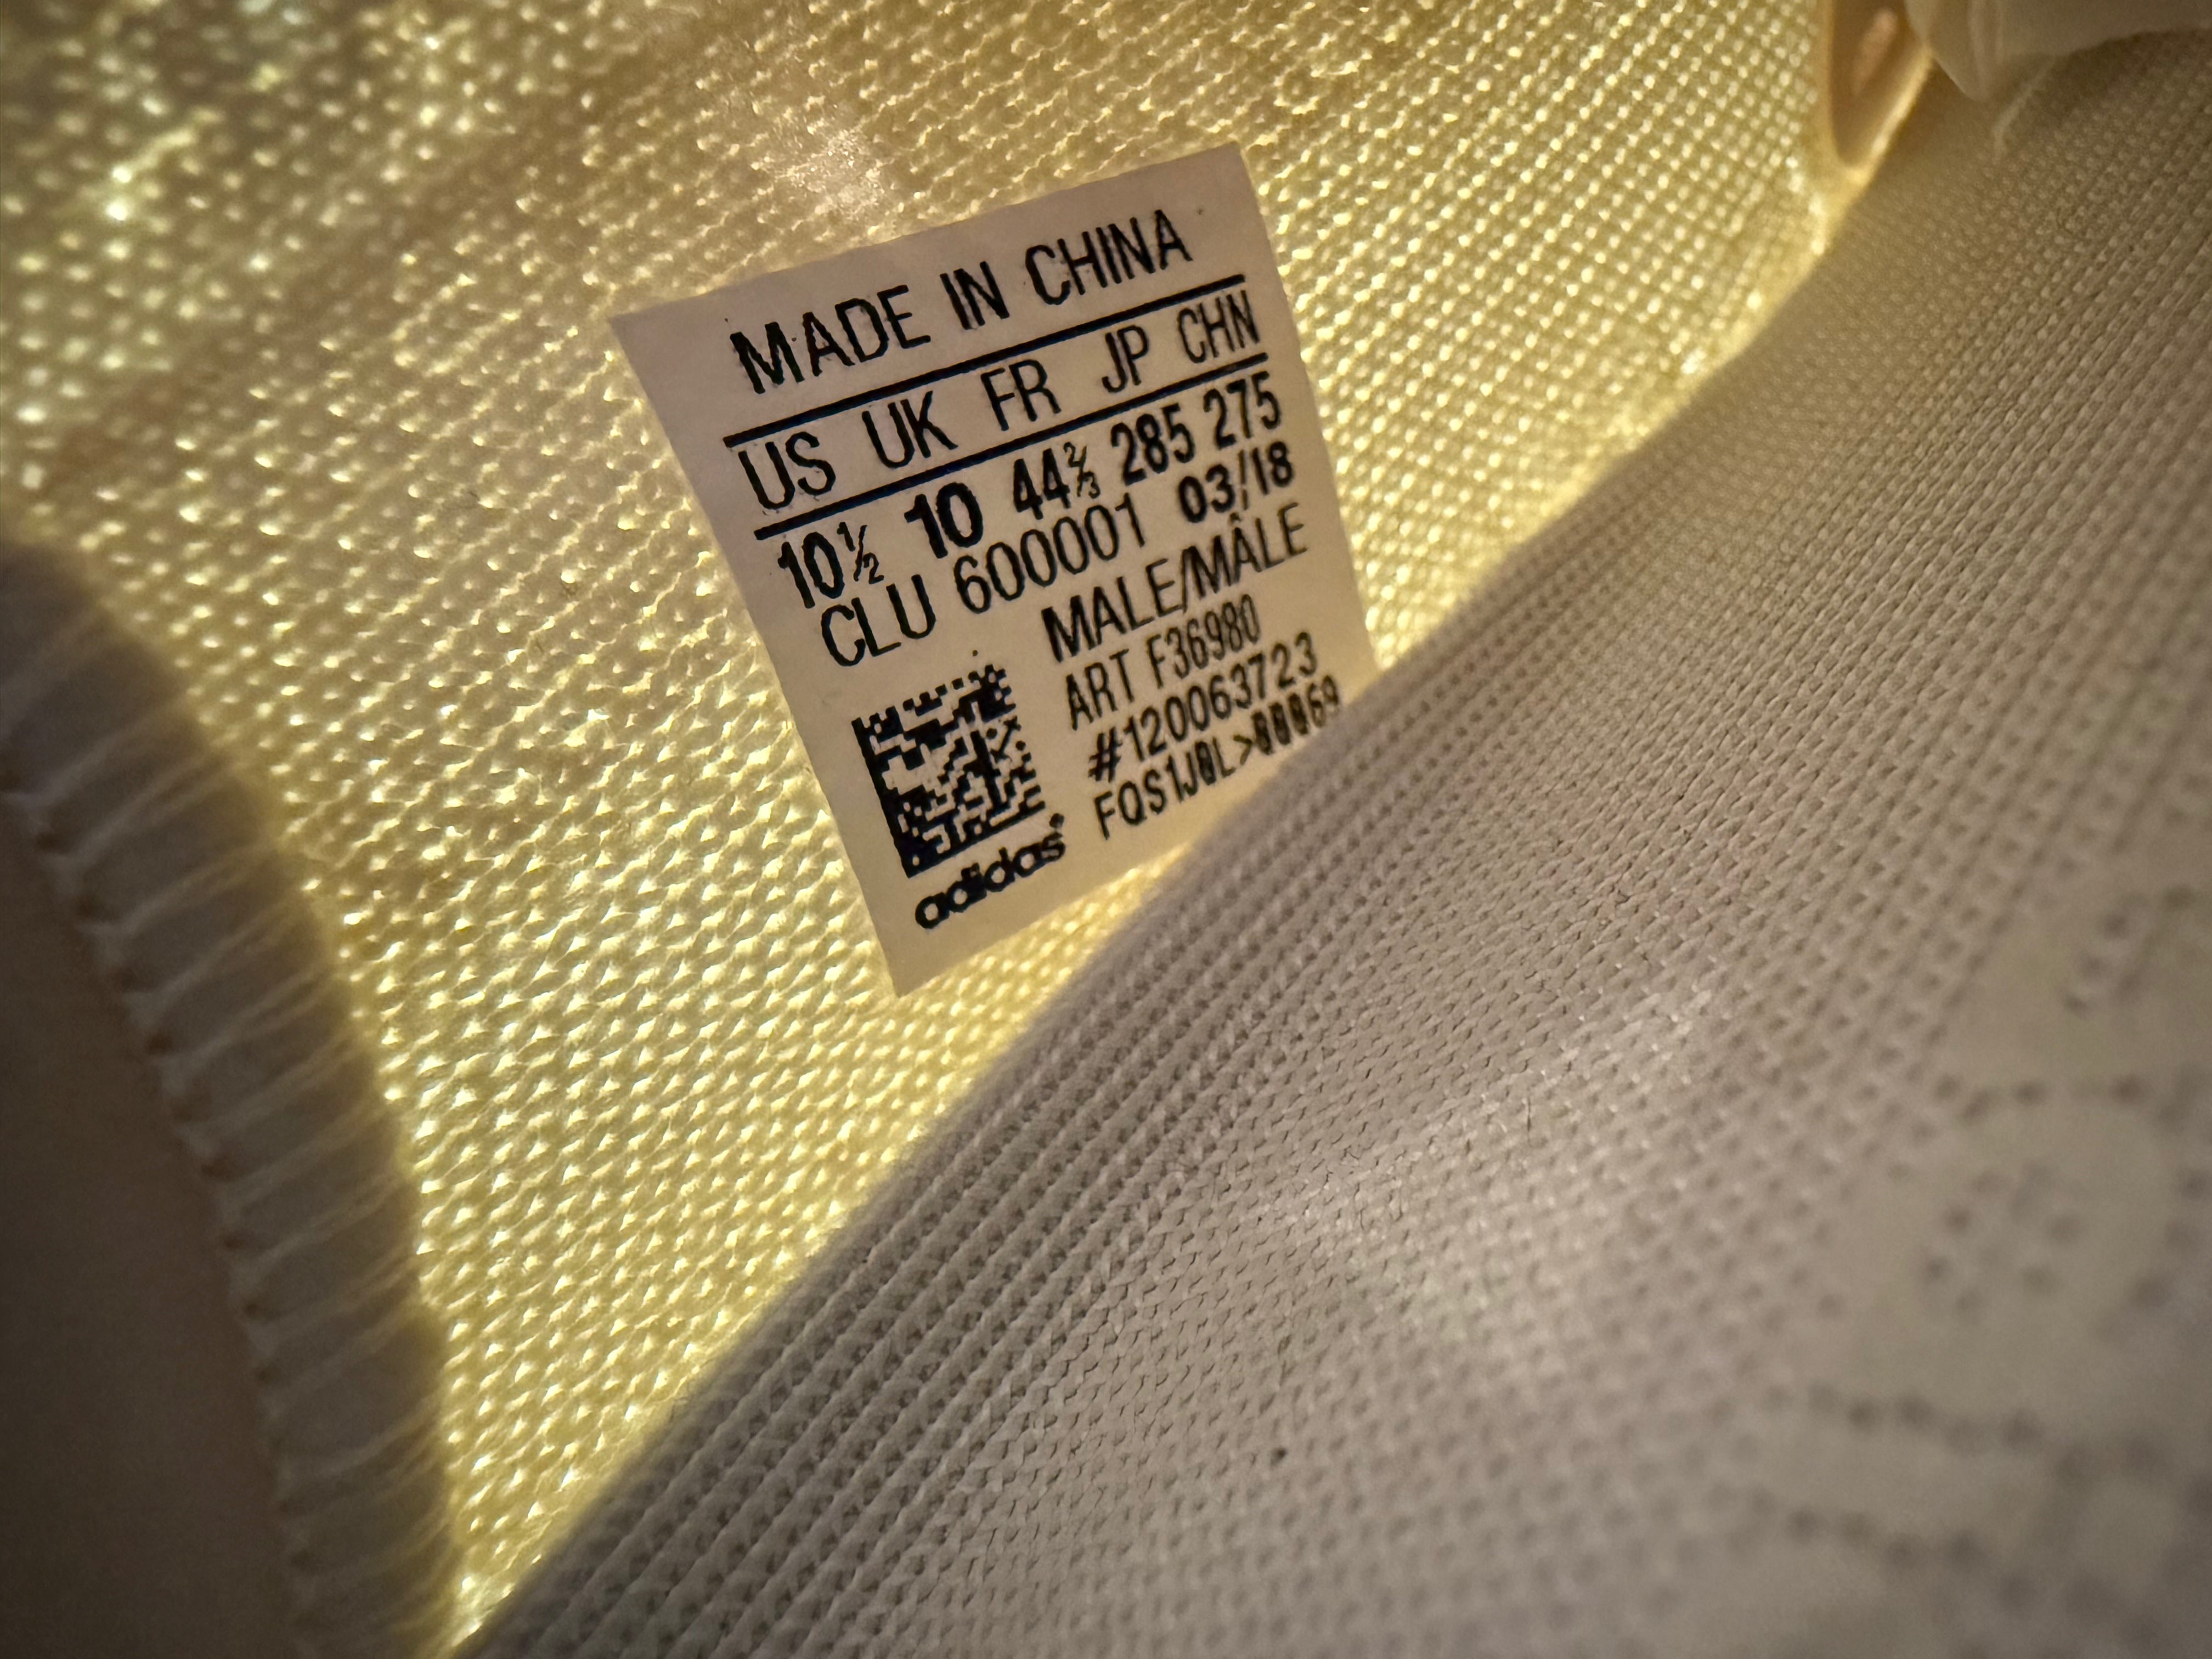 MADE IN CHINA
US UK FR JP CHN
10½ 10 44⅔ 285 275
CLU 600001 03/18
MALE/MÂLE
ART F36980
#120063723
FQS1J0L>00069
adidas